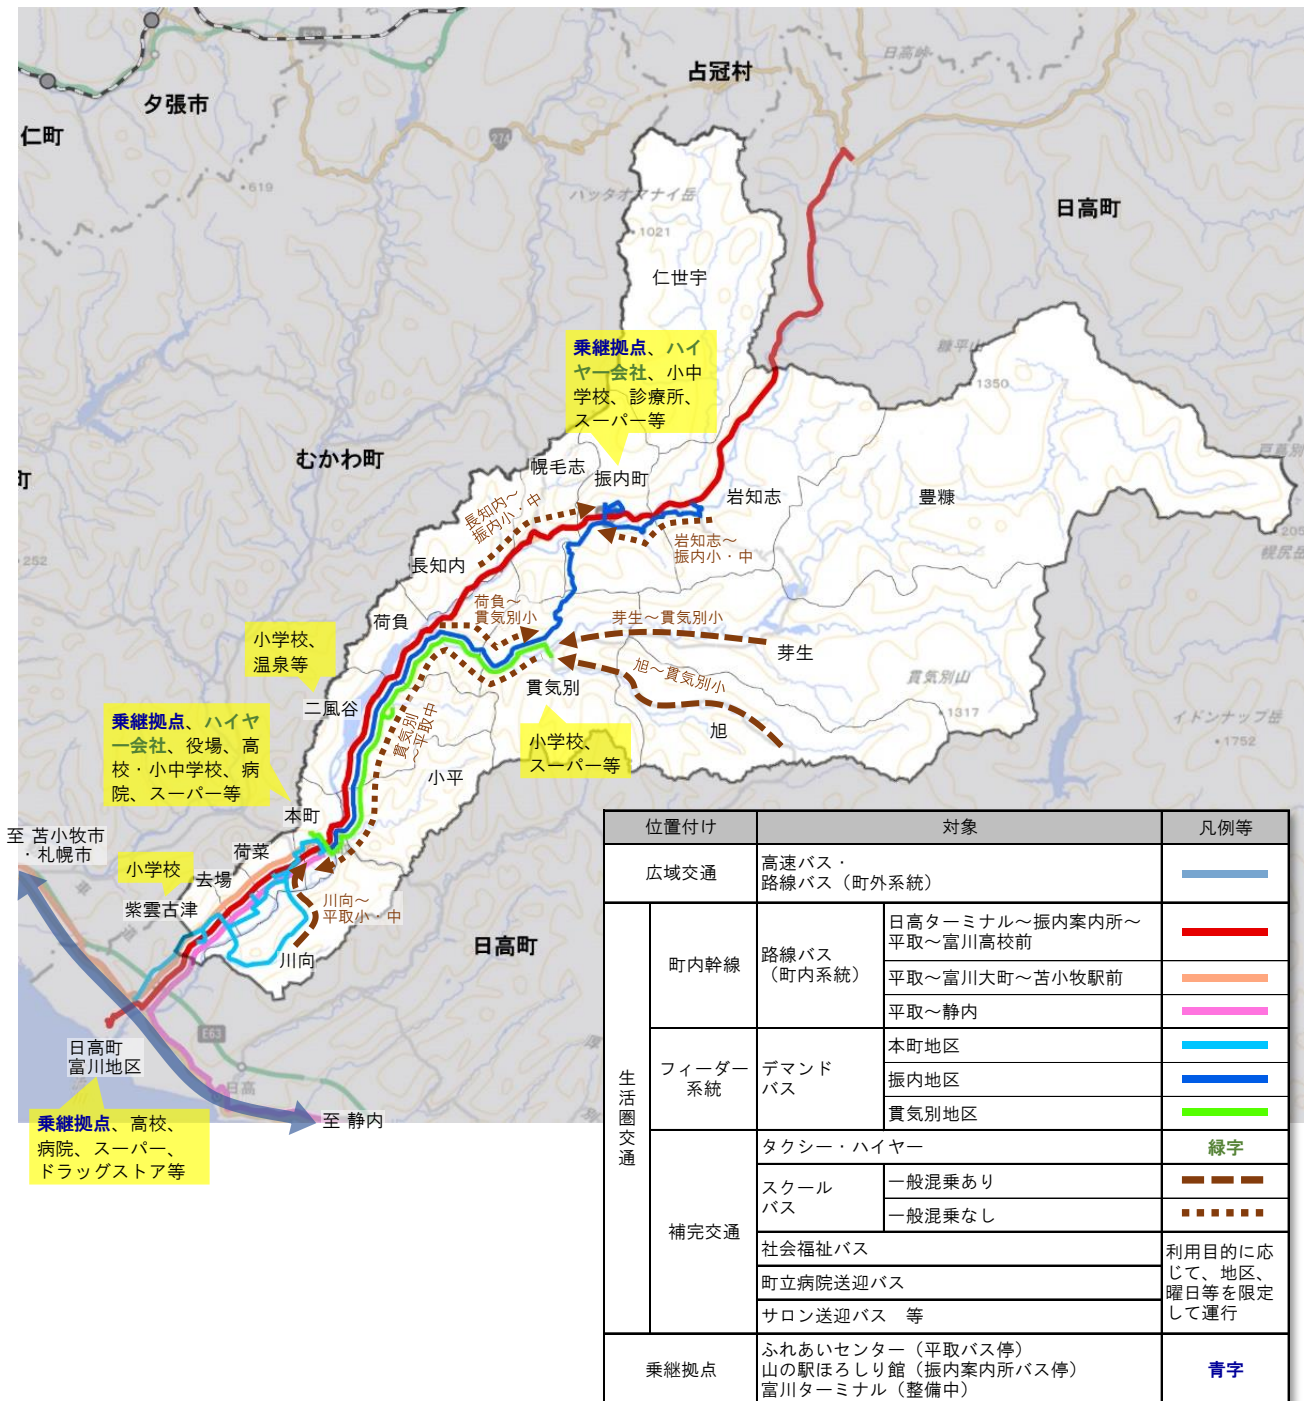 占冠村
日高峠
夕張市
仁町
274
619
ハッタオマナイ岳
日高町
1021
仁世宇
乗継拠点、ハイ
ヤー会社、小中
学校、診療所、
スーパー等
糠平山
1350
むかわ町
町
幌毛志
振内町
岩知志
豊糠
戸蔦別
205
幌尻岳
252
長知内～
振内小・中
岩知志～
振内小・中
長知内
荷負
荷負～
貫気別小
芽生～貫気別小
芽生
小学校、
温泉等
旭～貫気別小
貫気別山
1317
イドンナップ岳
1752
貫気別
旭
二風谷
乗継拠点、ハイヤ
ー会社、役場、高
校・小中学校、病
院、スーパー等
貫気別
～平取中
小学校、
スーパー等
小平
本町
至 苫小牧市
・札幌市
荷菜
小学校
去場
紫雲古津
川向～
平取小・中
川向
日高町
E63
日高町
富川地区
日高
至 静内
乗継拠点、高校、
病院、スーパー、
ドラッグストア等
位置付け
対象
凡例等
広域交通
高速バス・
路線バス（町外系統）
生活圏交通
町内幹線
路線バス
（町内系統）
日高ターミナル～振内案内所～
平取～富川高校前
平取～富川大町～苫小牧駅前
平取～静内
フィーダー
系統
デマンド
バス
本町地区
振内地区
貫気別地区
補完交通
タクシー・ハイヤー
緑字
スクール
バス
一般混乗あり
一般混乗なし
社会福祉バス
町立病院送迎バス
サロン送迎バス　等
利用目的に応
じて、地区、
曜日等を限定
して運行
乗継拠点
ふれあいセンター（平取バス停）
山の駅ほろしり館（振内案内所バス停）
富川ターミナル（整備中）
青字